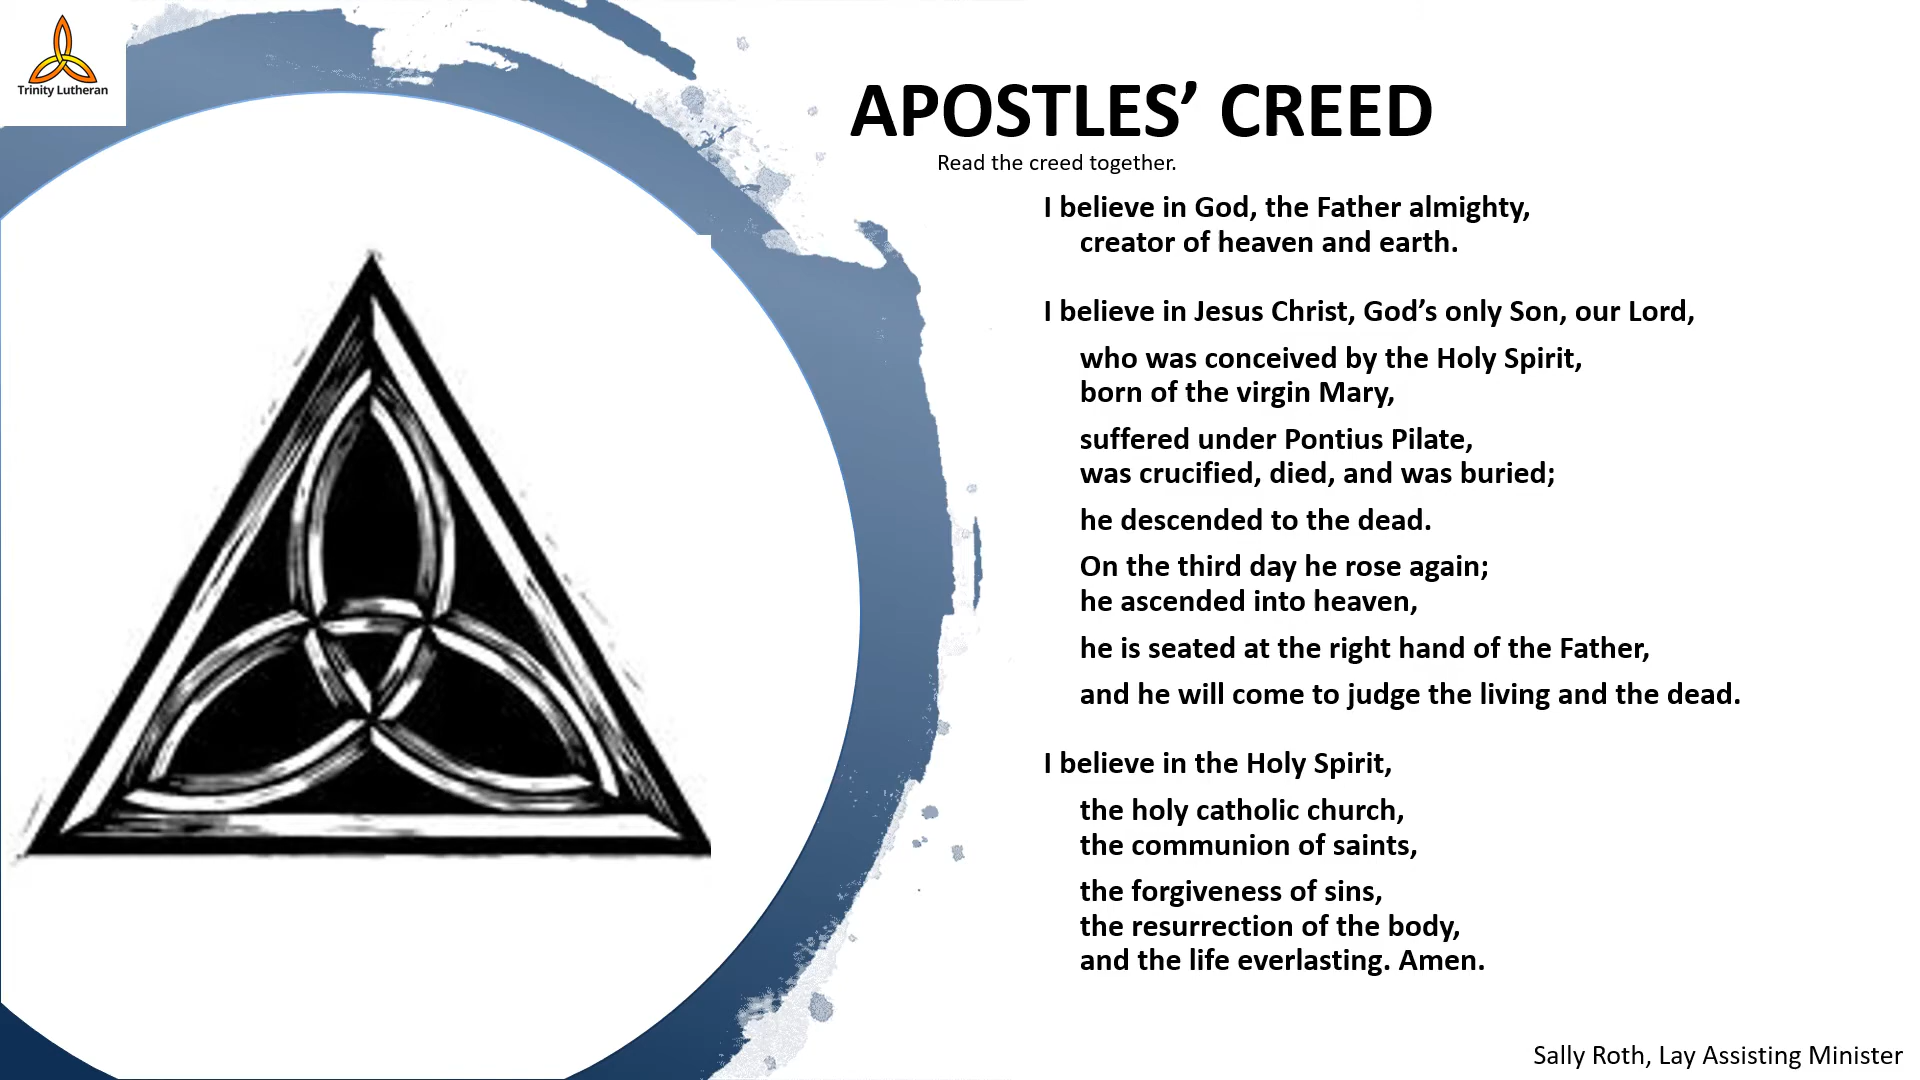 Trinity Lutheran
APOSTLES’ CREED
Read the creed together.
I believe in God, the Father almighty,
creator of heaven and earth.
I believe in Jesus Christ, God’s only Son, our Lord,
who was conceived by the Holy Spirit,
born of the virgin Mary,
suffered under Pontius Pilate,
was crucified, died, and was buried;
he descended to the dead.
On the third day he rose again;
he ascended into heaven,
he is seated at the right hand of the Father,
and he will come to judge the living and the dead.
I believe in the Holy Spirit,
the holy catholic church,
the communion of saints,
the forgiveness of sins,
the resurrection of the body,
and the life everlasting. Amen.
Sally Roth, Lay Assisting Minister